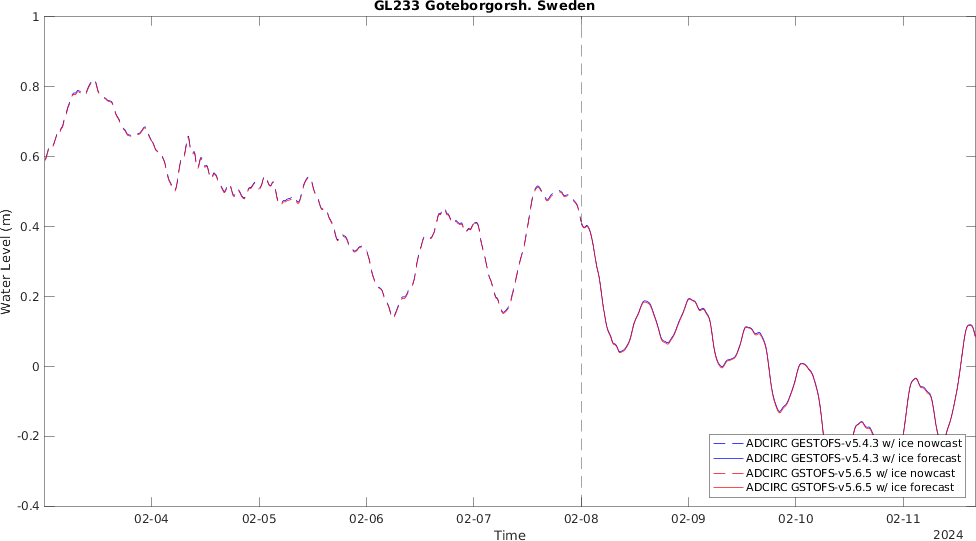 GL233 Goteborgorsh. Sweden
1
0.8
0.6
0.4
0.2
0
-0.2
-0.4
Water Level (m)
ADCIRC GESTOFS-v5.4.3 w/ ice nowcast
ADCIRC GESTOFS-v5.4.3 w/ ice forecast
ADCIRC GSTOFS-v5.6.5 w/ ice nowcast
ADCIRC GSTOFS-v5.6.5 w/ ice forecast
02-04 02-05 02-06 02-07 02-08 02-09 02-10 02-11
Time
2024